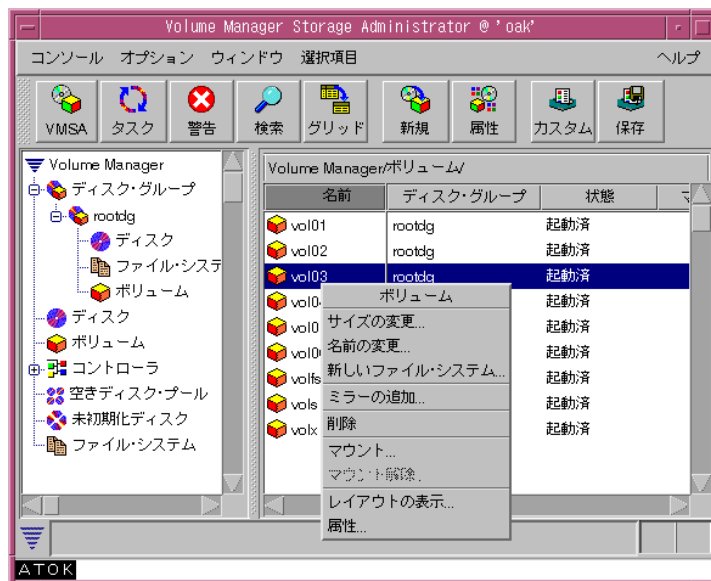 Volume Manager Storage Administrator @ 'oak'
コンソール オプション ウィンドウ 選択項目 ヘルプ
VMSA タスク 警告 検索 グリッド 新規 属性 カスタム 保存
Volume Manager
ディスク・グループ
rootdg
ディスク
ファイル・システ
ボリューム
ディスク
ボリューム
コントローラ
空きディスク・プール
未初期化ディスク
ファイル・システム
Volume Manager/ボリューム/
名前 ディスク・グループ 状態
vol01 rootdg 起動済
vol02 rootdg 起動済
vol03 rootdg 起動済
起動済
起動済
起動済
volfs 起動済
vols 起動済
volx 起動済
ボリューム
サイズの変更...
名前の変更...
新しいファイル・システム...
ミラーの追加...
削除
マウント...
マウント解除...
レイアウトの表示...
属性...
ATOK